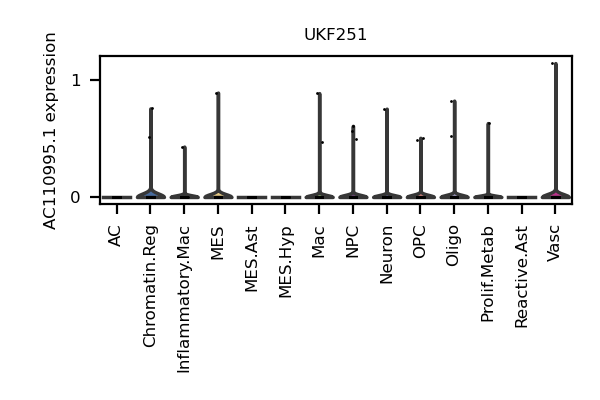 UKF251
AC110995.1 expression
1
0
AC
Chromatin.Reg
Inflammatory.Mac
MES
MES.Ast
MES.Hyp
Mac
NPC
Neuron
OPC
Oligo
Prolif.Metab
Reactive.Ast
Vasc